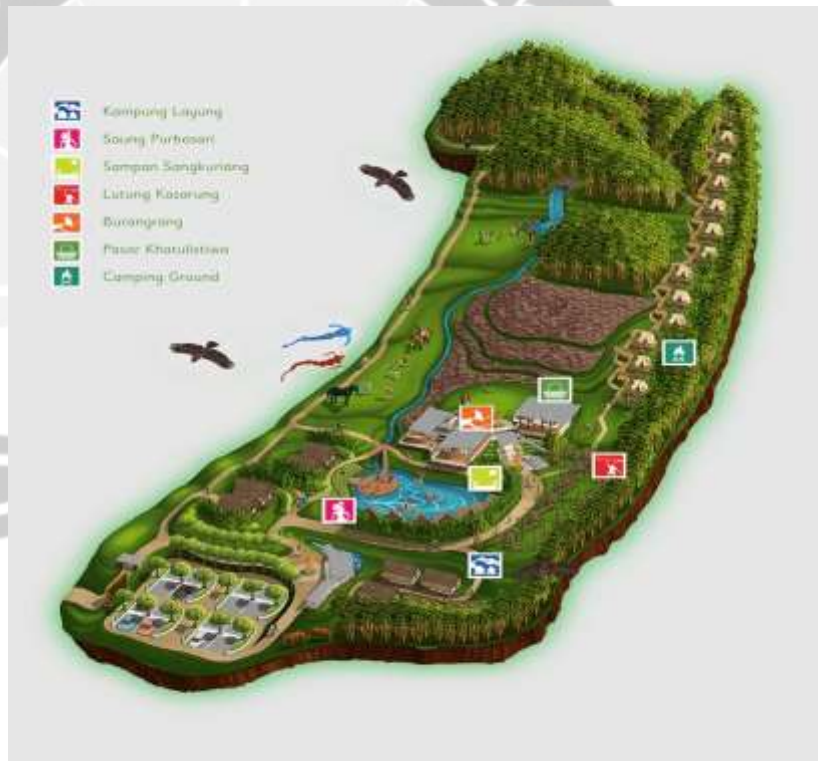 Kampung Layung
Saung Purbasari
Sampan Sangkuriang
Lutung Kasarung
Burangrang
Pasar Khatulistiwa
Camping Ground